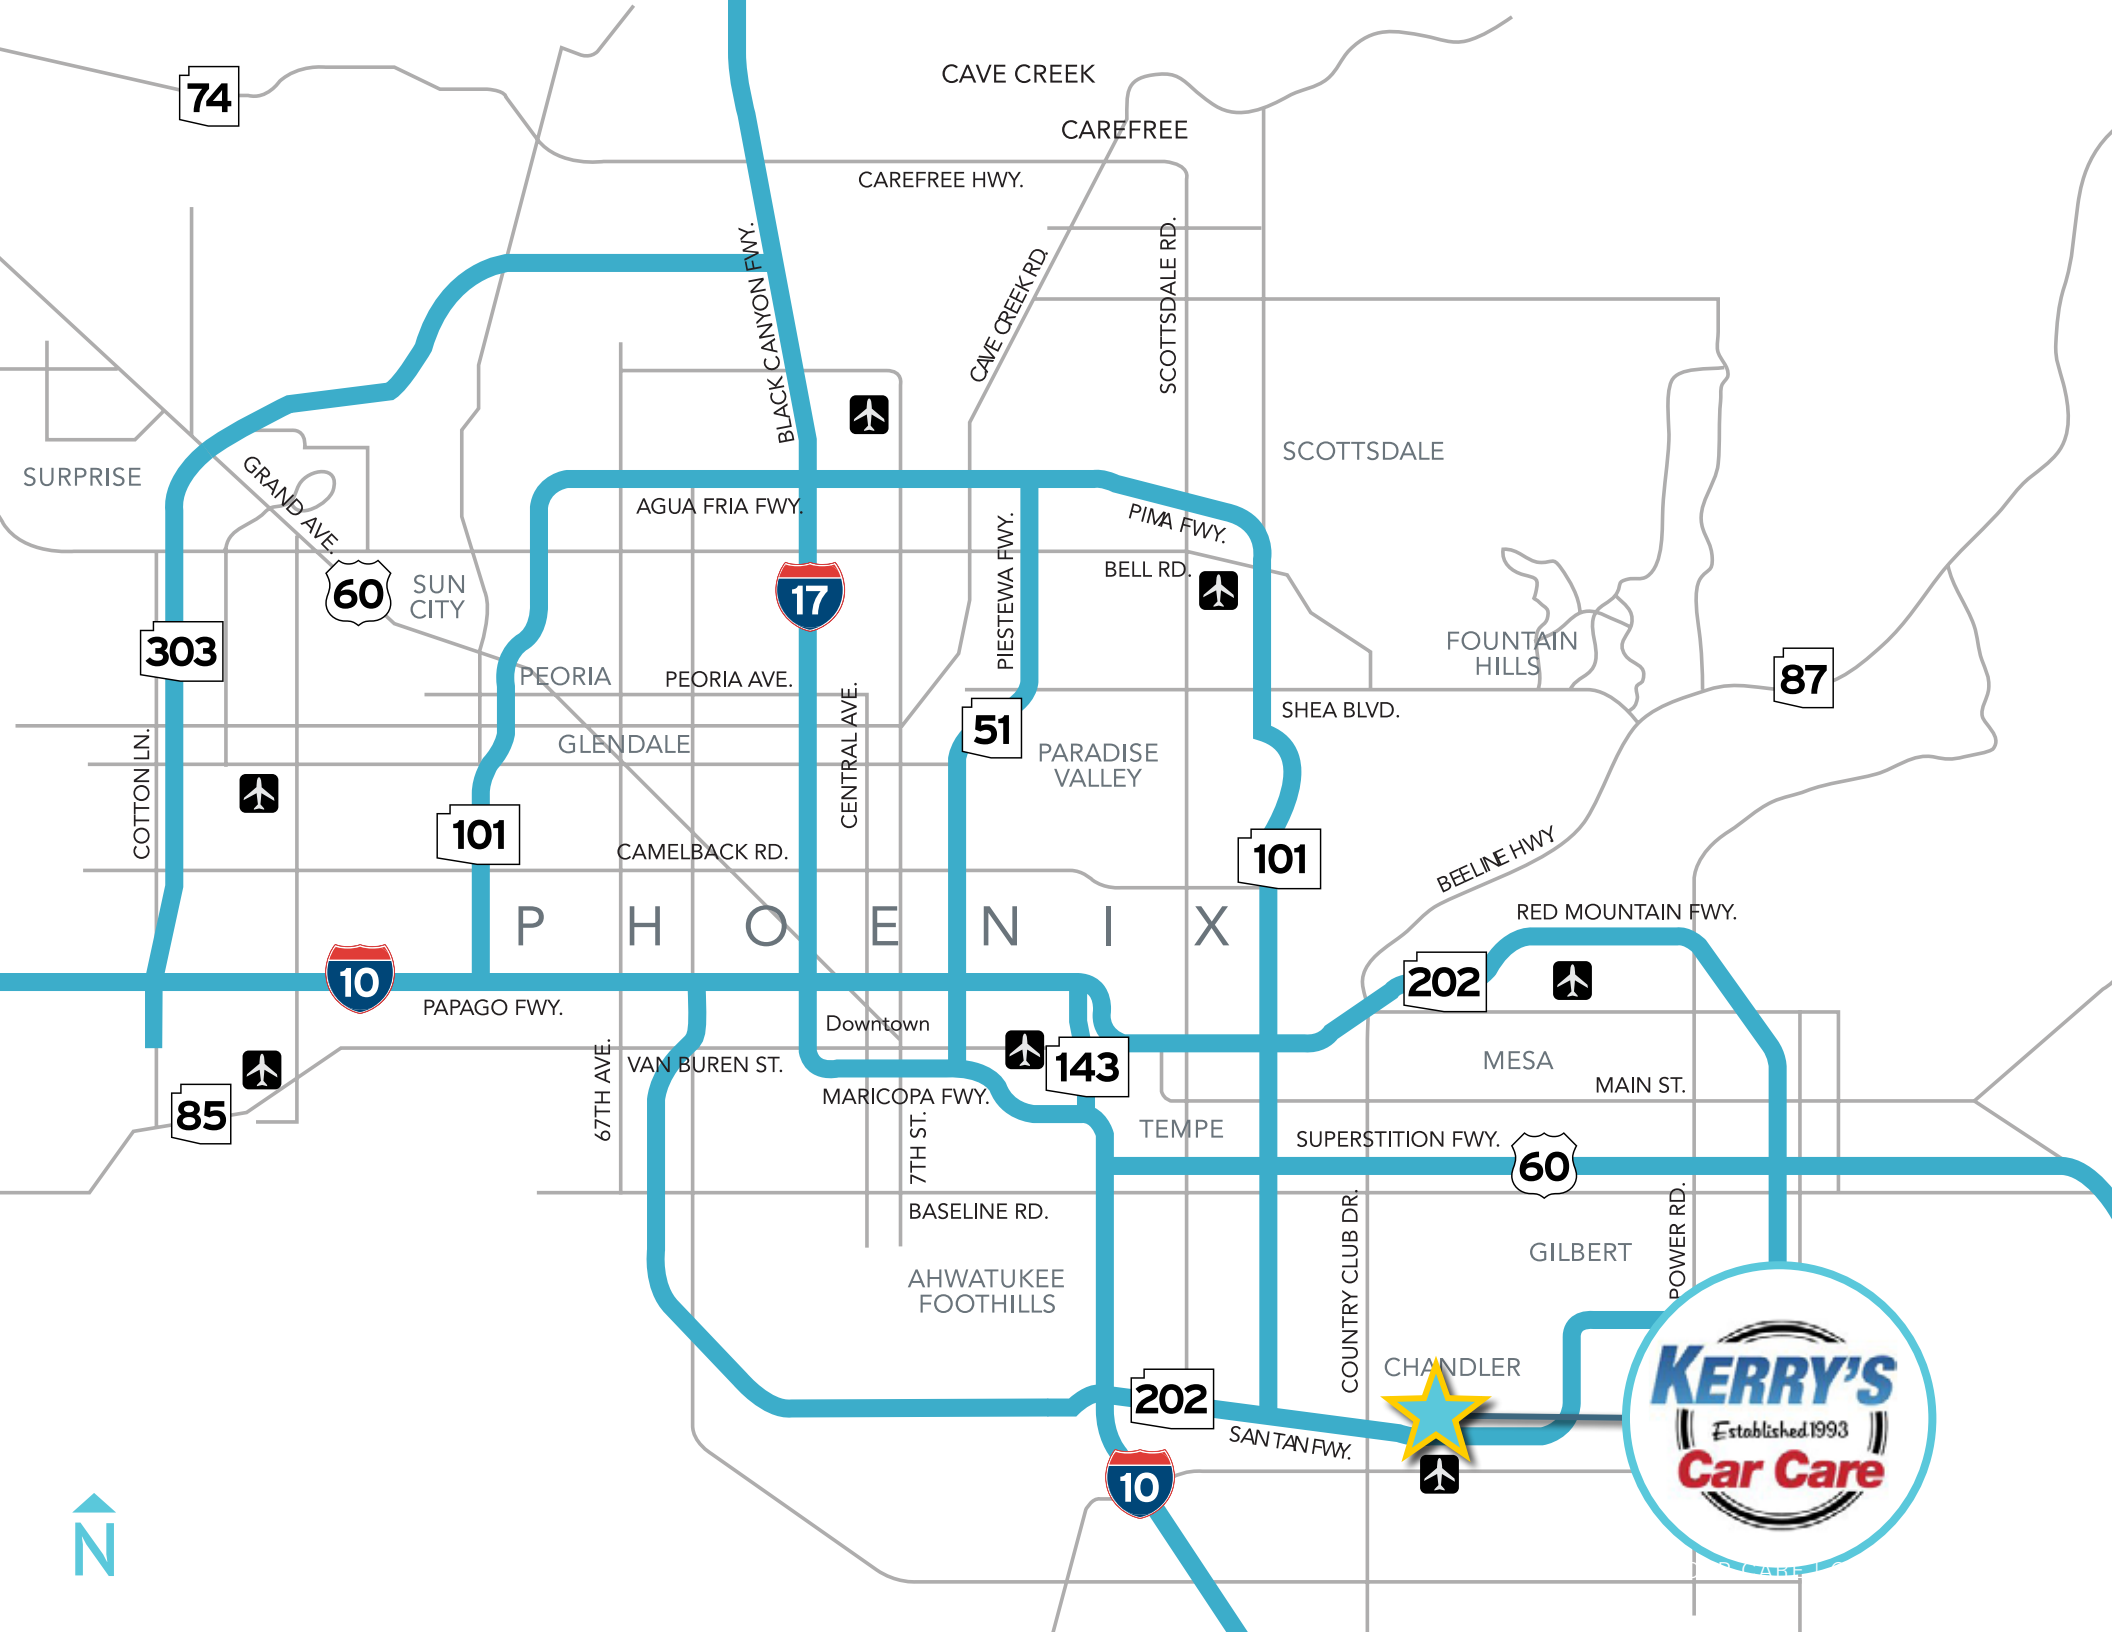 CAVE CREEK
74
CAREFREE
CAREFREE HWY.
BLACK CANYON FWY.
CAVE CREEK RD.
SCOTTSDALE RD.
SCOTTSDALE
SURPRISE
GRAND AVE.
AGUA FRIA FWY.
PIMA FWY.
PIESTEWA FWY.
BELL RD.
60
SUN
CITY
17
303
FOUNTAIN
HILLS
PEORIA
PEORIA AVE.
87
SHEA BLVD.
51
GLENDALE
CENTRAL AVE.
PARADISE
VALLEY
COTTON LN.
101
CAMELBACK RD.
101
BEELINE HWY
PHOENIX
RED MOUNTAIN FWY.
10
202
PAPAGO FWY.
Downtown
67TH AVE.
VAN BUREN ST.
143
MESA
MAIN ST.
MARICOPA FWY.
85
7TH ST.
TEMPE
SUPERSTITION FWY.
60
BASELINE RD.
COUNTRY CLUB DR.
POWER RD.
GILBERT
AHWATUKEE
FOOTHILLS
CHANDLER
202
SAN TAN FWY.
KERRY'S
Established 1993
Car Care
10
N